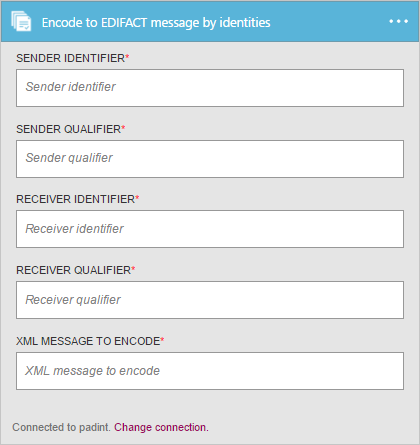 Encode to EDIFACT message by identities
SENDER IDENTIFIER*
Sender identifier
SENDER QUALIFIER*
Sender qualifier
RECEIVER IDENTIFIER*
Receiver identifier
RECEIVER QUALIFIER*
Receiver qualifier
XML MESSAGE TO ENCODE*
XML message to encode
Connected to padint. Change connection.